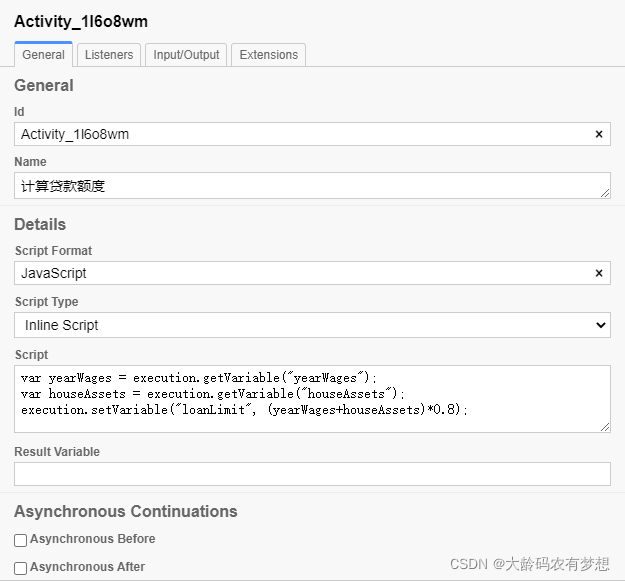 Activity_1l6o8wm
General Listeners Input/Output Extensions
General
Id
Activity_1l6o8wm ×
Name
计算贷款额度
Details
Script Format
JavaScript ×
Script Type
Inline Script
Script
var yearWages = execution.getVariable("yearWages");
var houseAssets = execution.getVariable("houseAssets");
execution.setVariable("loanLimit", (yearWages+houseAssets)*0.8);
Result Variable
Asynchronous Continuations
Asynchronous Before
Asynchronous After
CSDN @大龄码农有梦想